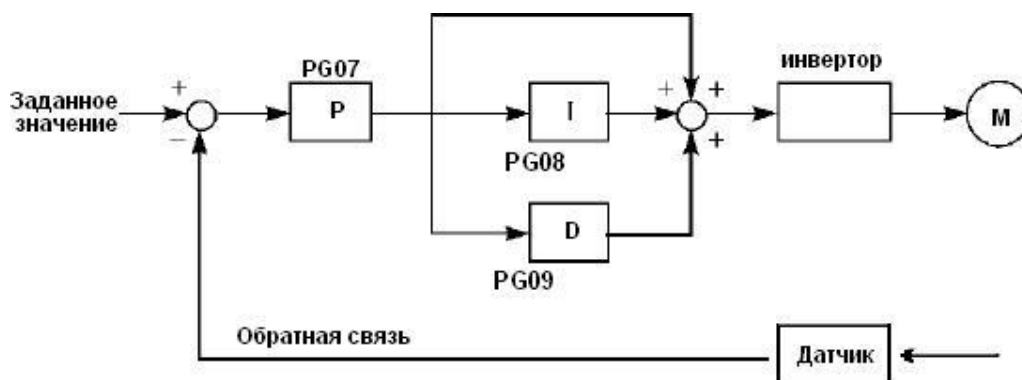 PG07
инвертор
Заданное
значение
+
−
P
I
+
+
+
M
PG08
D
PG09
Обратная связь
Датчик